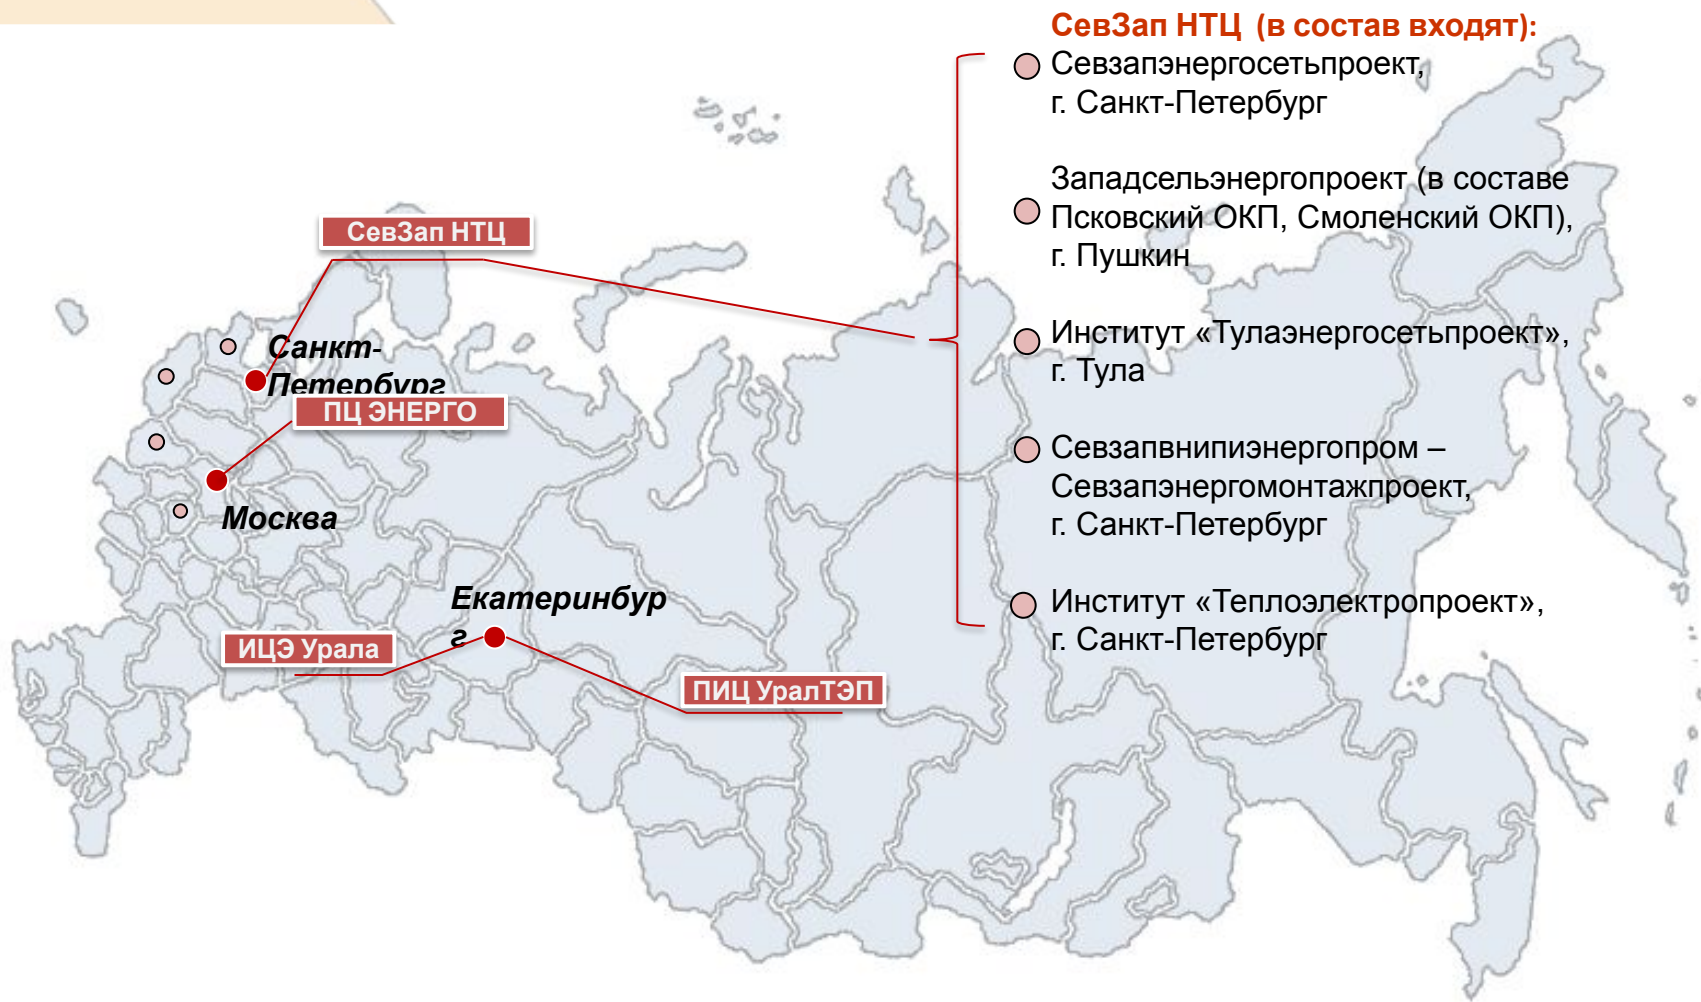 СевЗап НТЦ (в состав входят):
Севзапэнергосетьпроект,
г. Санкт-Петербург
Западсельэнергопроект (в составе
Псковский ОКП, Смоленский ОКП),
г. Пушкин
Институт «Тулаэнергосетьпроект»,
г. Тула
Севзапвнипиэнергопром –
Севзапэнергомонтажпроект,
г. Санкт-Петербург
Институт «Теплоэлектропроект»,
г. Санкт-Петербург
СевЗап НТЦ
Санкт-
Петербург
ПЦ ЭНЕРГО
Москва
Екатеринбур
г
ИЦЭ Урала
ПИЦ УралТЭП